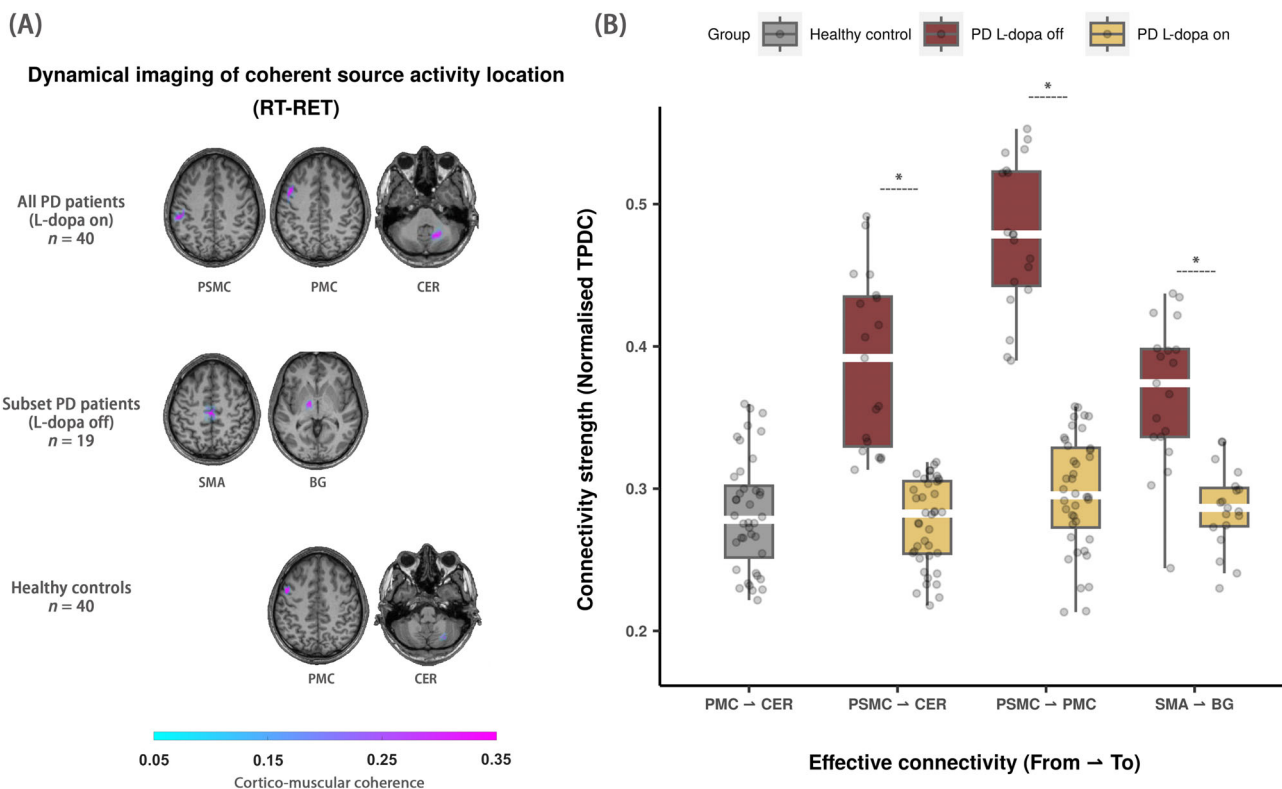 (A)
Dynamical imaging of coherent source activity location
(RT-RET)
All PD patients
(L-dopa on)
n = 40
PSMC
PMC
CER
Subset PD patients
(L-dopa off)
n = 19
SMA
BG
Healthy controls
n = 40
PMC
CER
0.05
0.15
0.25
0.35
Cortico-muscular coherence
(B)
Group
Healthy control
PD L-dopa off
PD L-dopa on
Connectivity strength (Normalised TPDC)
0.5
0.4
0.3
0.2
*
*
*
PMC ⇀ CER
PSMC ⇀ CER
PSMC ⇀ PMC
SMA ⇀ BG
Effective connectivity (From ⇀ To)